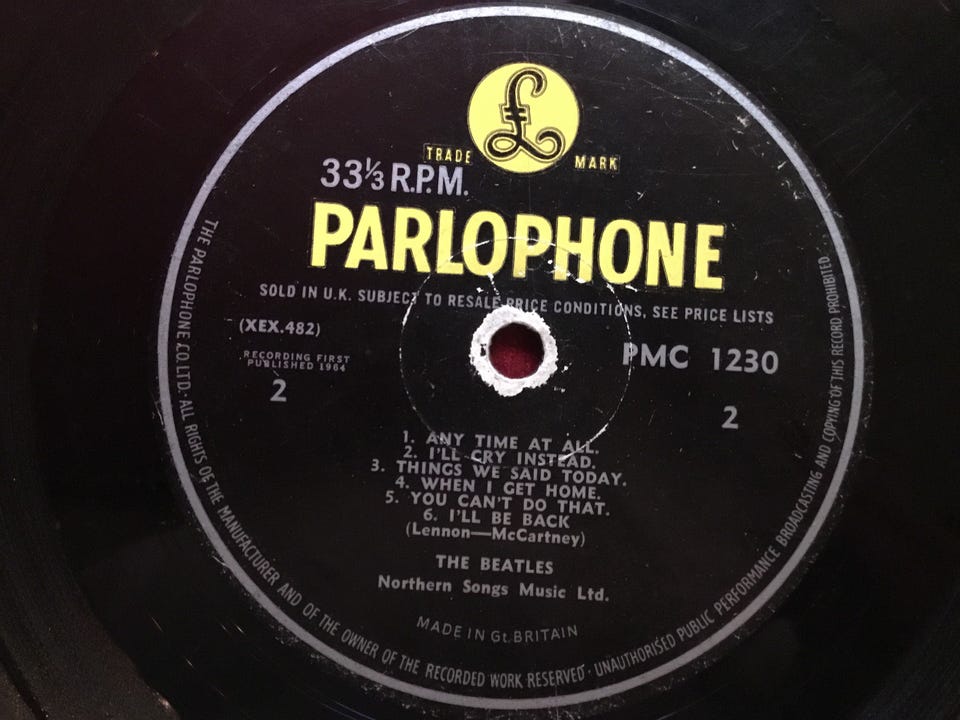 £
TRADE MARK
33⅓ R.P.M.
PARLOPHONE
SOLD IN U.K. SUBJECT TO RESALE PRICE CONDITIONS, SEE PRICE LISTS
(XEX.482)
RECORDING FIRST
PUBLISHED 1964
2
PMC 1230
2
1. ANY TIME AT ALL.
2. I'LL CRY INSTEAD.
3. THINGS WE SAID TODAY.
4. WHEN I GET HOME.
5. YOU CAN'T DO THAT.
6. I'LL BE BACK
(Lennon—McCartney)
THE BEATLES
Northern Songs Music Ltd.
MADE IN Gt. BRITAIN
THE PARLOPHONE CO. LTD. ALL RIGHTS OF THE MANUFACTURER AND OF THE OWNER OF THE RECORDED WORK RESERVED · UNAUTHORISED PUBLIC PERFORMANCE BROADCASTING AND COPYING OF THIS RECORD PROHIBITED ·